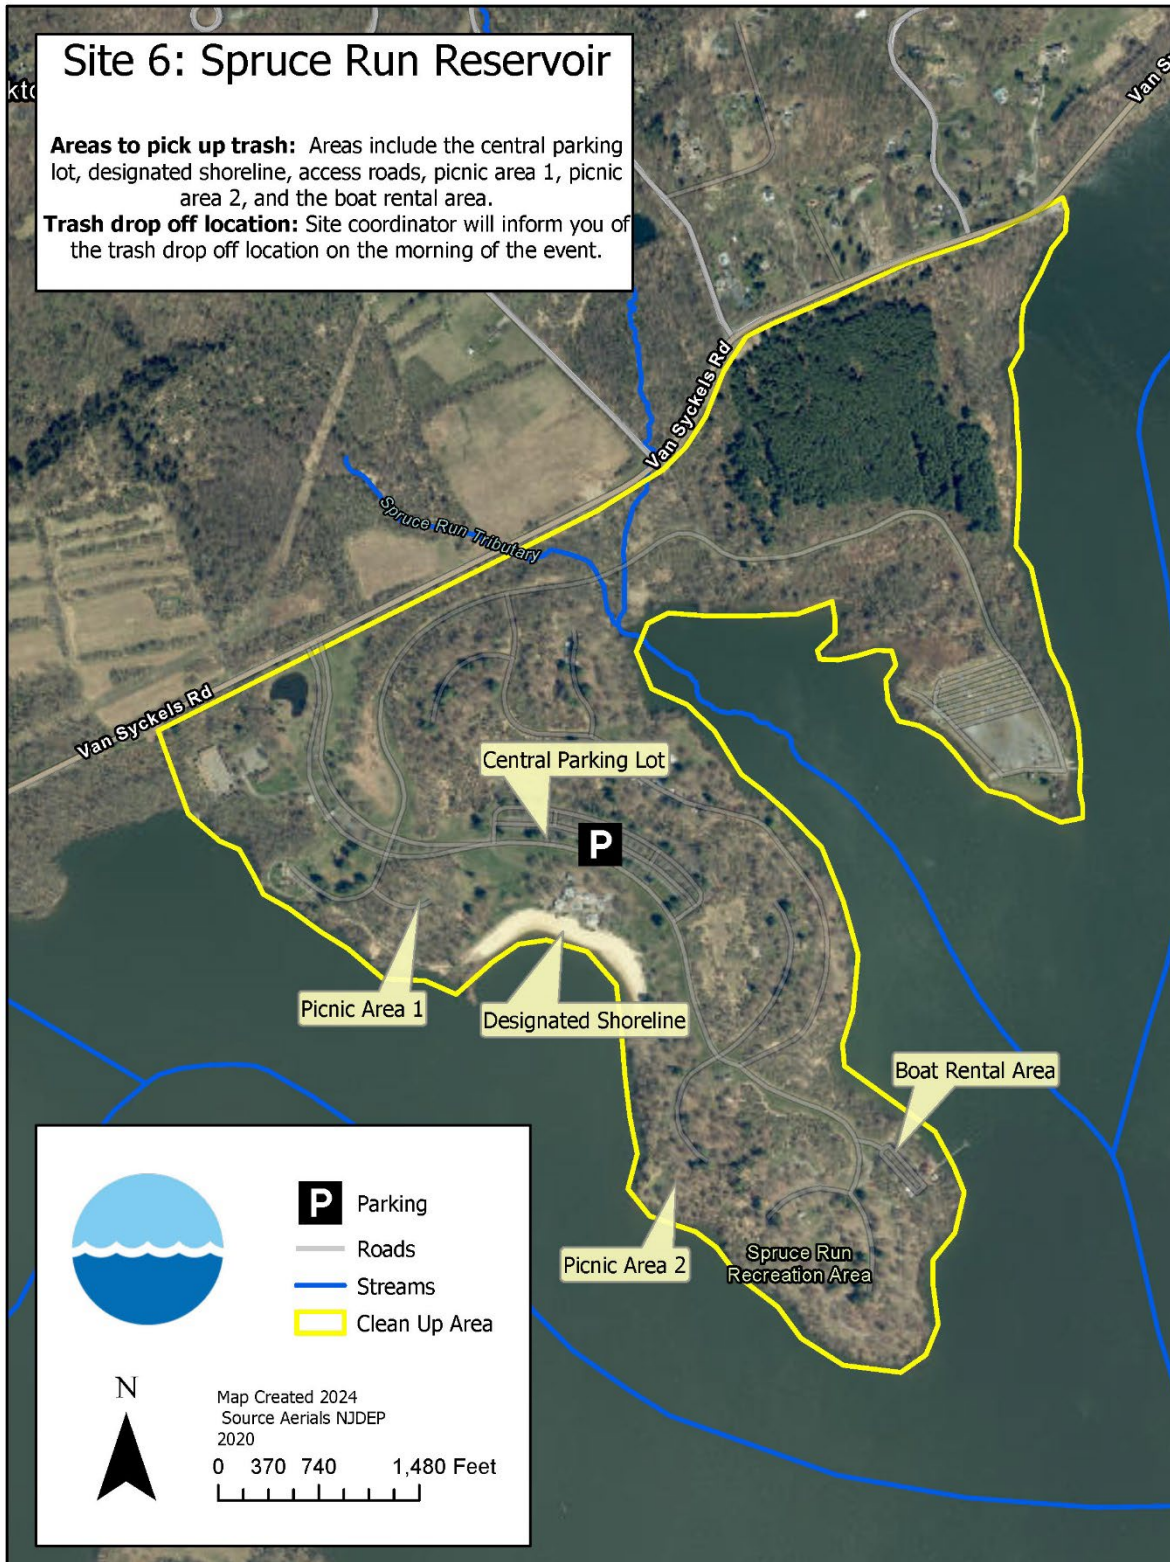 Site 6: Spruce Run Reservoir
Areas to pick up trash: Areas include the central parking
lot, designated shoreline, access roads, picnic area 1, picnic
area 2, and the boat rental area.
Trash drop off location: Site coordinator will inform you of
the trash drop off location on the morning of the event.
Van S
Van Syckels Rd
Spruce Run Tributary
Van Syckels Rd
Central Parking Lot
P
Picnic Area 1
Designated Shoreline
Boat Rental Area
Picnic Area 2
Spruce Run
Recreation Area
P Parking
Roads
Streams
Clean Up Area
N
Map Created 2024
Source Aerials NJDEP
2020
0 370 740 1,480 Feet